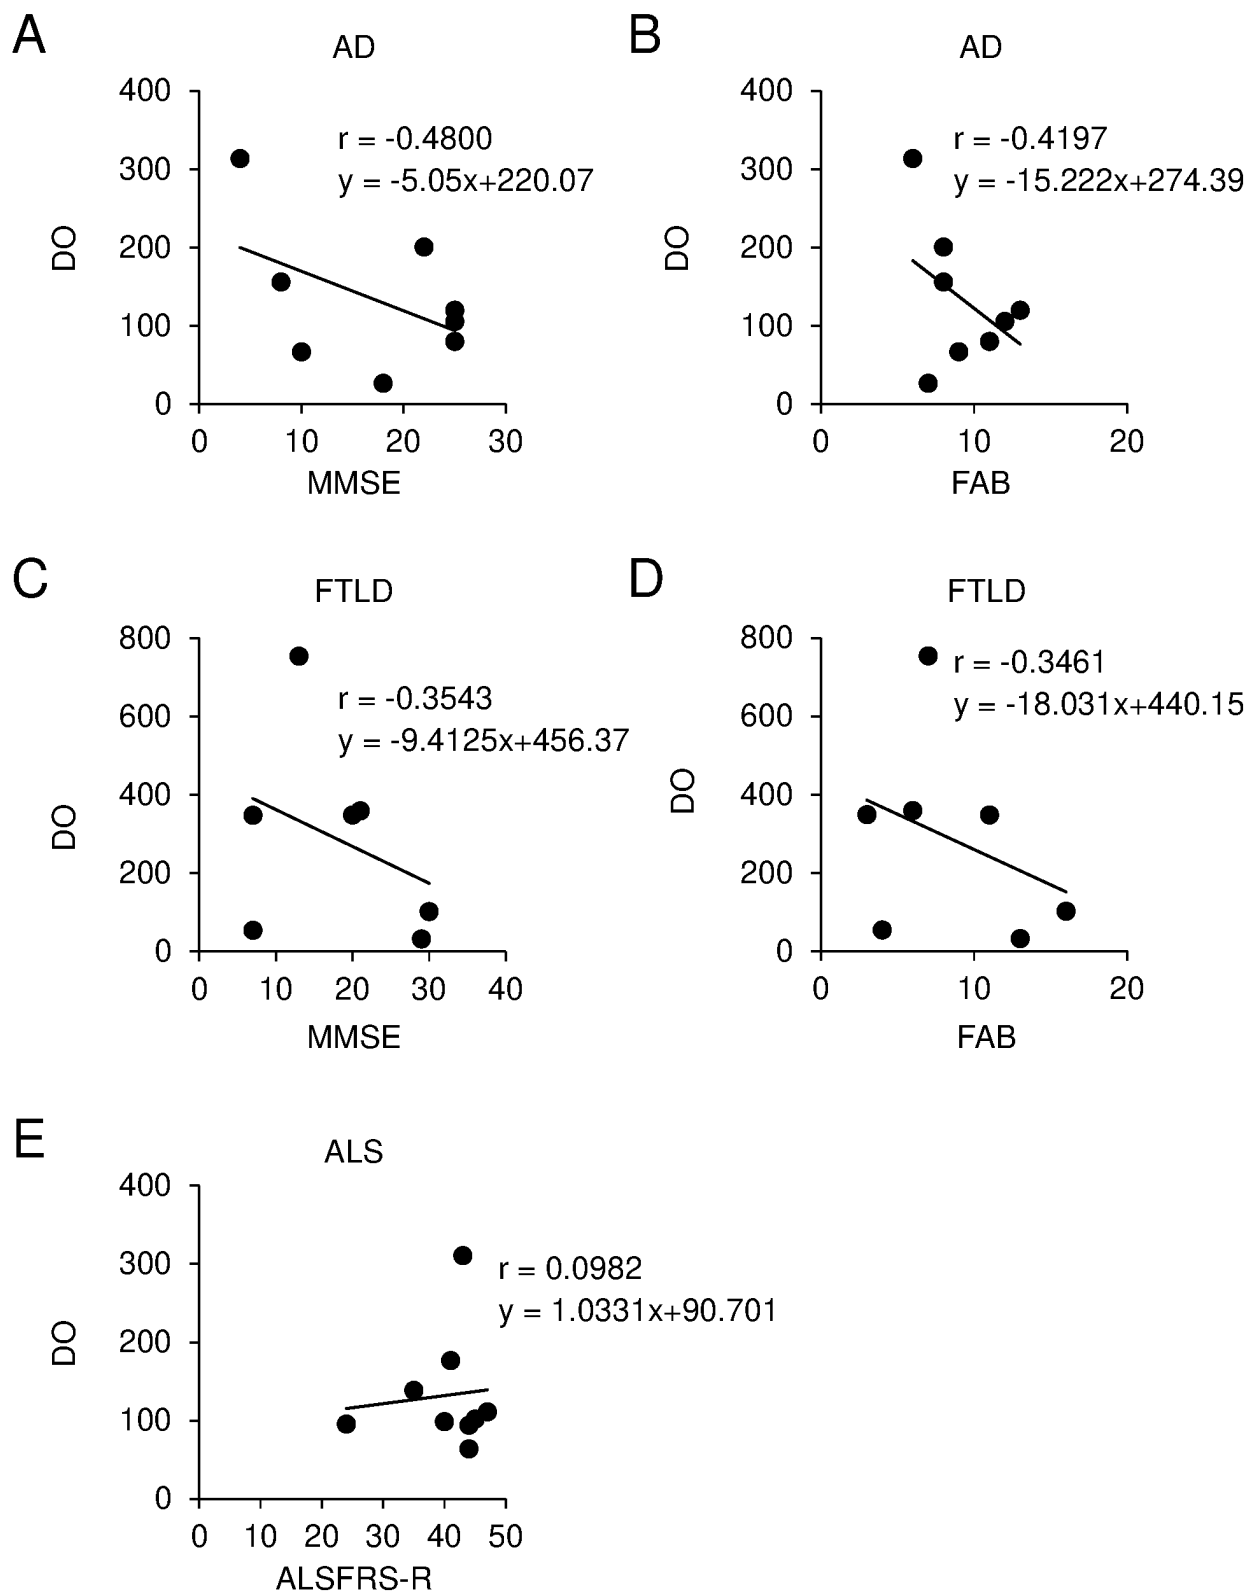 A
AD
400
300
200
100
0
DO
r = -0.4800
y = -5.05x+220.07
0 10 20 30
MMSE
B
AD
400
300
200
100
0
DO
r = -0.4197
y = -15.222x+274.39
0 10 20
FAB
C
FTLD
800
600
400
200
0
DO
r = -0.3543
y = -9.4125x+456.37
0 10 20 30 40
MMSE
D
FTLD
800
600
400
200
0
DO
r = -0.3461
y = -18.031x+440.15
0 10 20
FAB
E
ALS
400
300
200
100
0
DO
r = 0.0982
y = 1.0331x+90.701
0 10 20 30 40 50
ALSFRS-R